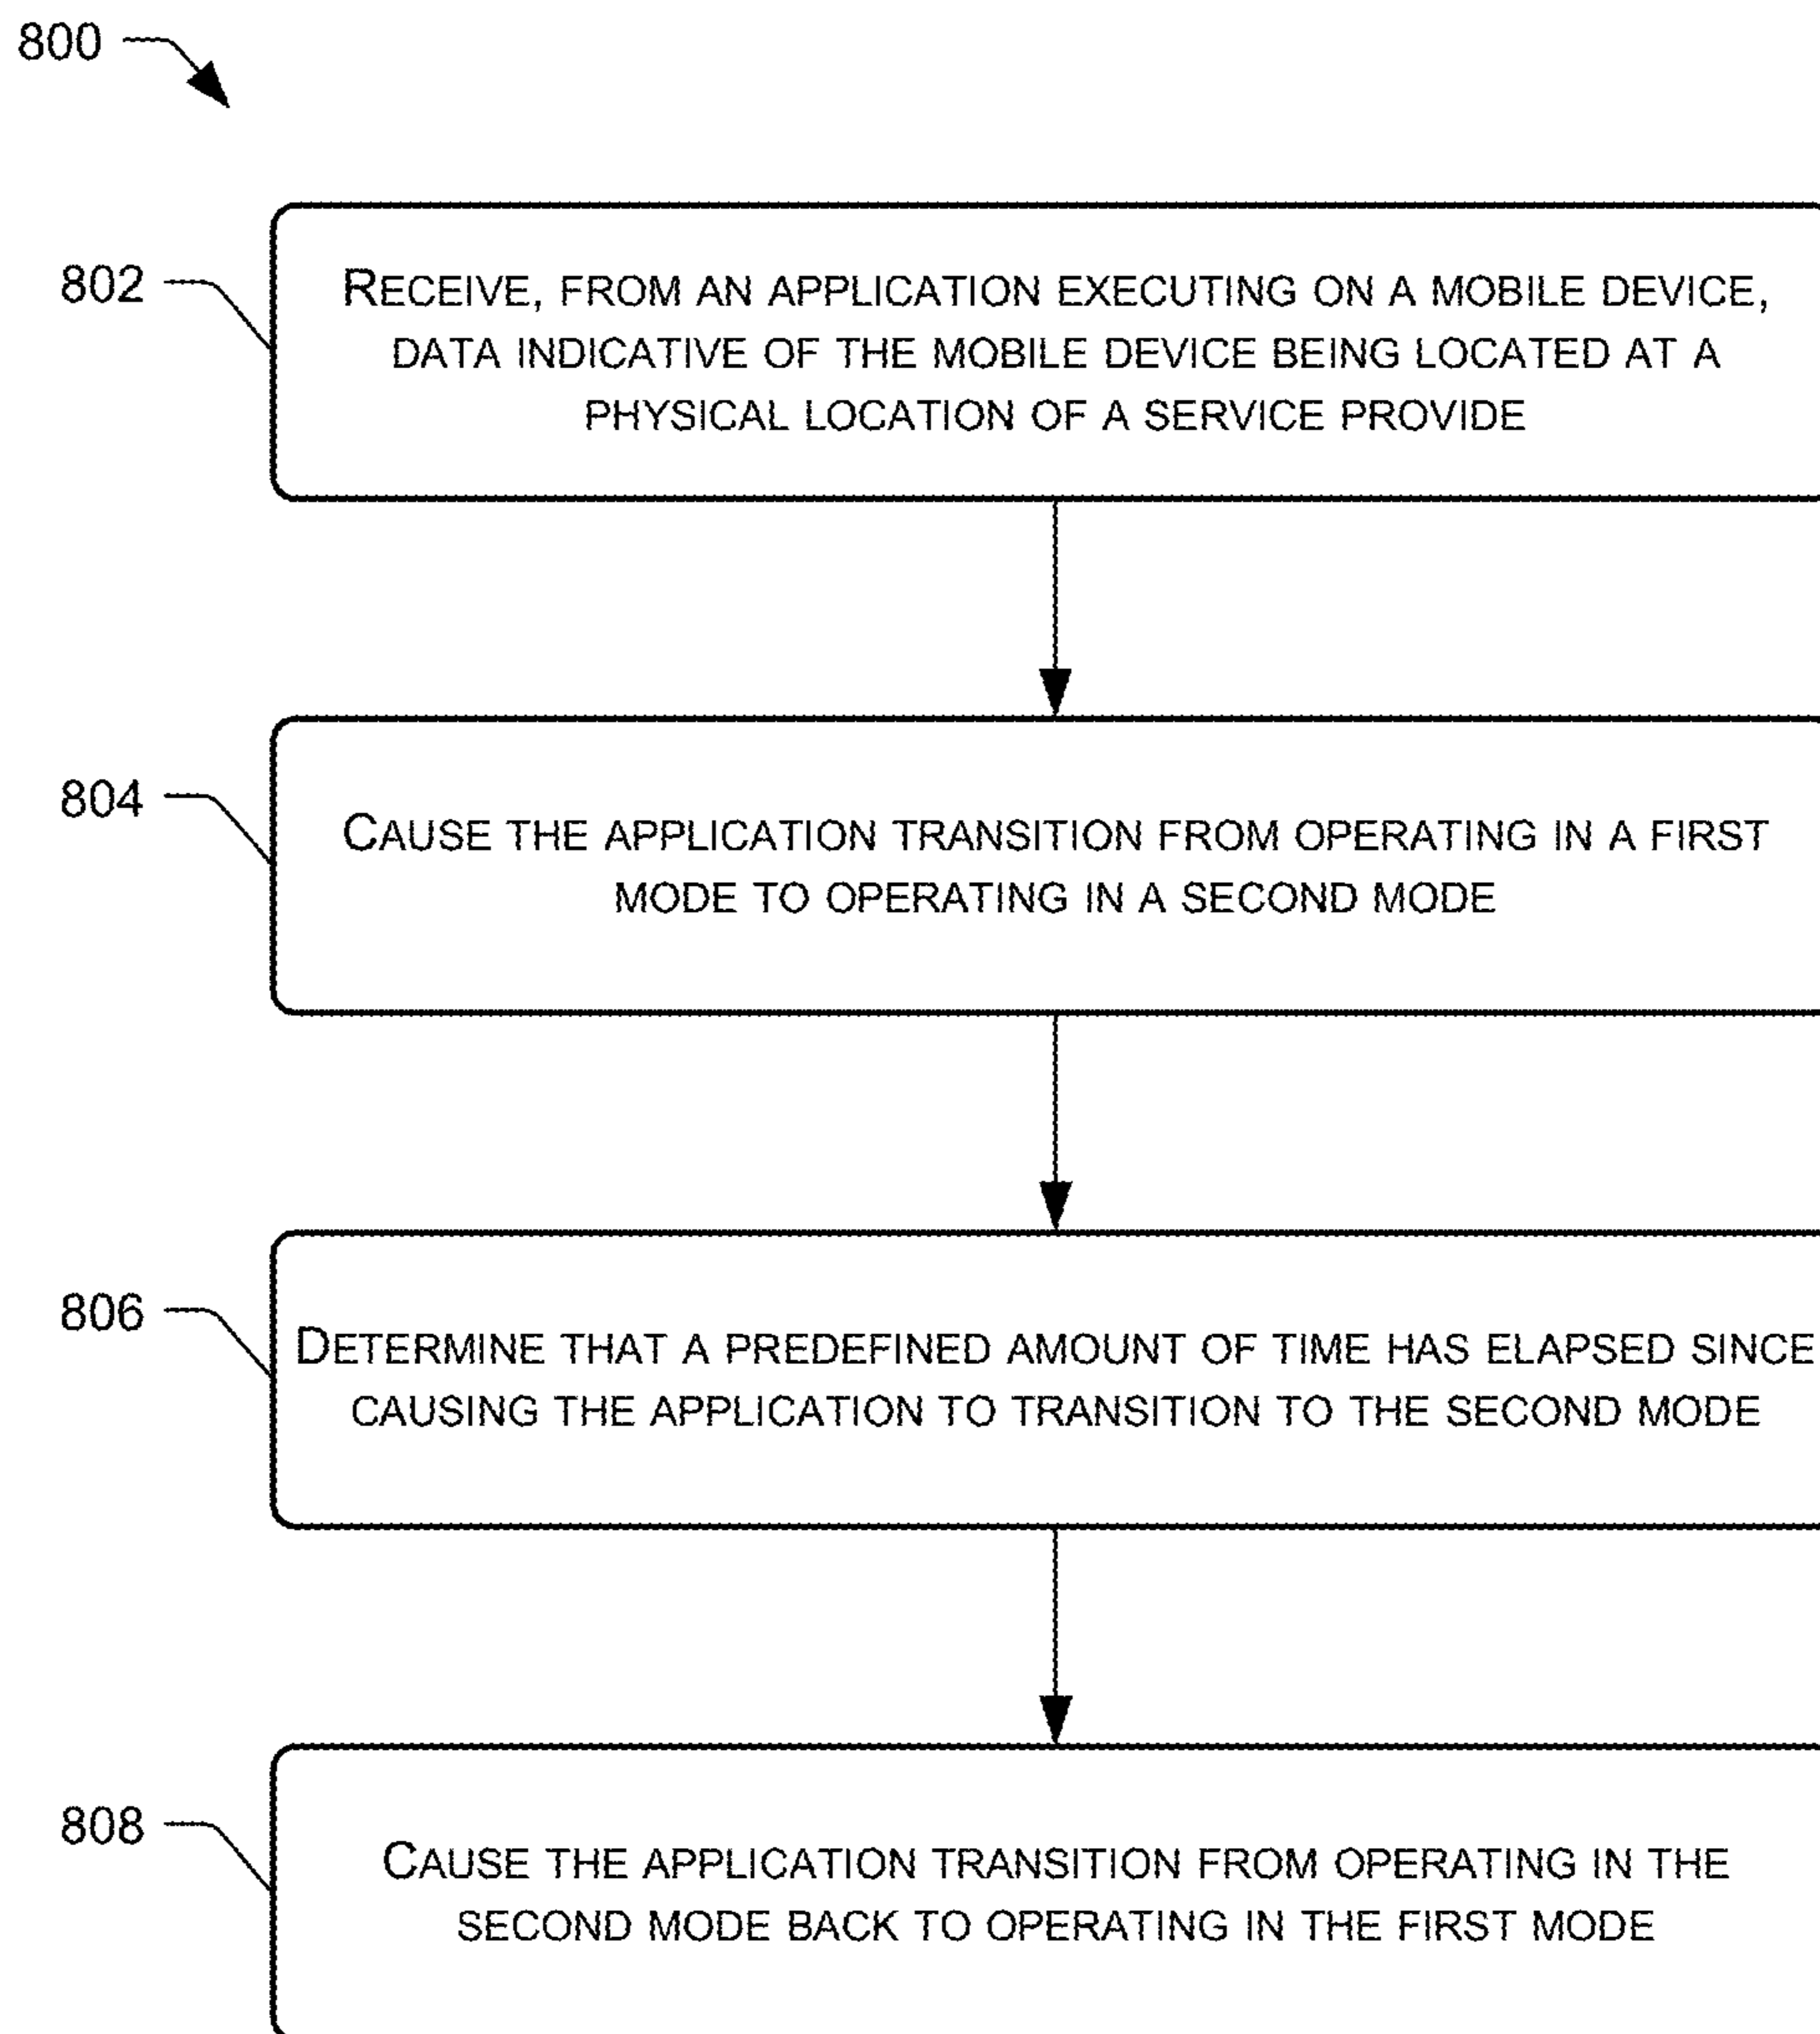 800
802
RECEIVE, FROM AN APPLICATION EXECUTING ON A MOBILE DEVICE,
DATA INDICATIVE OF THE MOBILE DEVICE BEING LOCATED AT A
PHYSICAL LOCATION OF A SERVICE PROVIDE
804
CAUSE THE APPLICATION TRANSITION FROM OPERATING IN A FIRST
MODE TO OPERATING IN A SECOND MODE
806
DETERMINE THAT A PREDEFINED AMOUNT OF TIME HAS ELAPSED SINCE
CAUSING THE APPLICATION TO TRANSITION TO THE SECOND MODE
808
CAUSE THE APPLICATION TRANSITION FROM OPERATING IN THE
SECOND MODE BACK TO OPERATING IN THE FIRST MODE